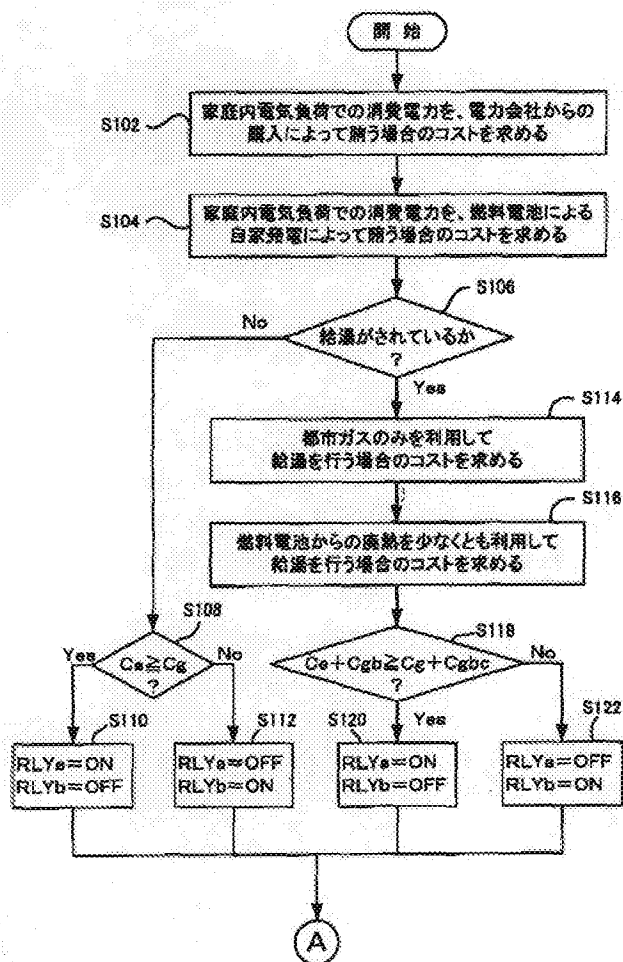 開始
S102
家庭内電気負荷での消費電力を、電力会社からの
購入によって賄う場合のコストを求める
S104
家庭内電気負荷での消費電力を、燃料電池による
自家発電によって賄う場合のコストを求める
S106
No
給湯がされているか
?
Yes
S114
都市ガスのみを利用して
給湯を行う場合のコストを求める
S116
燃料電池からの廃熱を少なくとも利用して
給湯を行う場合のコストを求める
S108
Yes
Ce≧Cg
?
No
S118
Ce+Cgb≧Cg+Cgbc
?
No
Yes
S110
RLYa=ON
RLYb=OFF
S112
RLYa=OFF
RLYb=ON
S120
RLYa=ON
RLYb=OFF
S122
RLYa=OFF
RLYb=ON
A